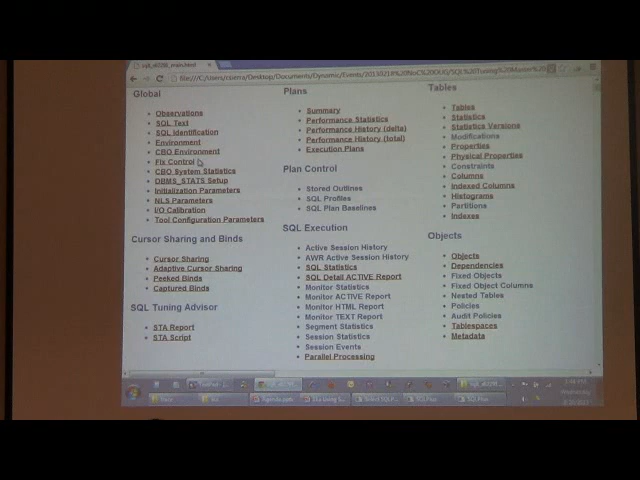 sqlt_s62298_main.html
Global
Observations
SQL Text
SQL Identification
Environment
CBO Environment
Fix Control
CBO System Statistics
DBMS_STATS Setup
Initialization Parameters
NLS Parameters
I/O Calibration
Tool Configuration Parameters
Cursor Sharing and Binds
Cursor Sharing
Adaptive Cursor Sharing
Peeked Binds
Captured Binds
SQL Tuning Advisor
STA Report
STA Script
Plans
Summary
Performance Statistics
Performance History (delta)
Performance History (total)
Execution Plans
Plan Control
Stored Outlines
SQL Profiles
SQL Plan Baselines
SQL Execution
Active Session History
AWR Active Session History
SQL Statistics
SQL Detail ACTIVE Report
Monitor Statistics
Monitor ACTIVE Report
Monitor HTML Report
Monitor TEXT Report
Segment Statistics
Session Statistics
Session Events
Parallel Processing
Tables
Tables
Statistics
Statistics Versions
Modifications
Properties
Physical Properties
Constraints
Columns
Indexed Columns
Histograms
Partitions
Indexes
Objects
Objects
Dependencies
Fixed Objects
Fixed Object Columns
Nested Tables
Policies
Audit Policies
Tablespaces
Metadata